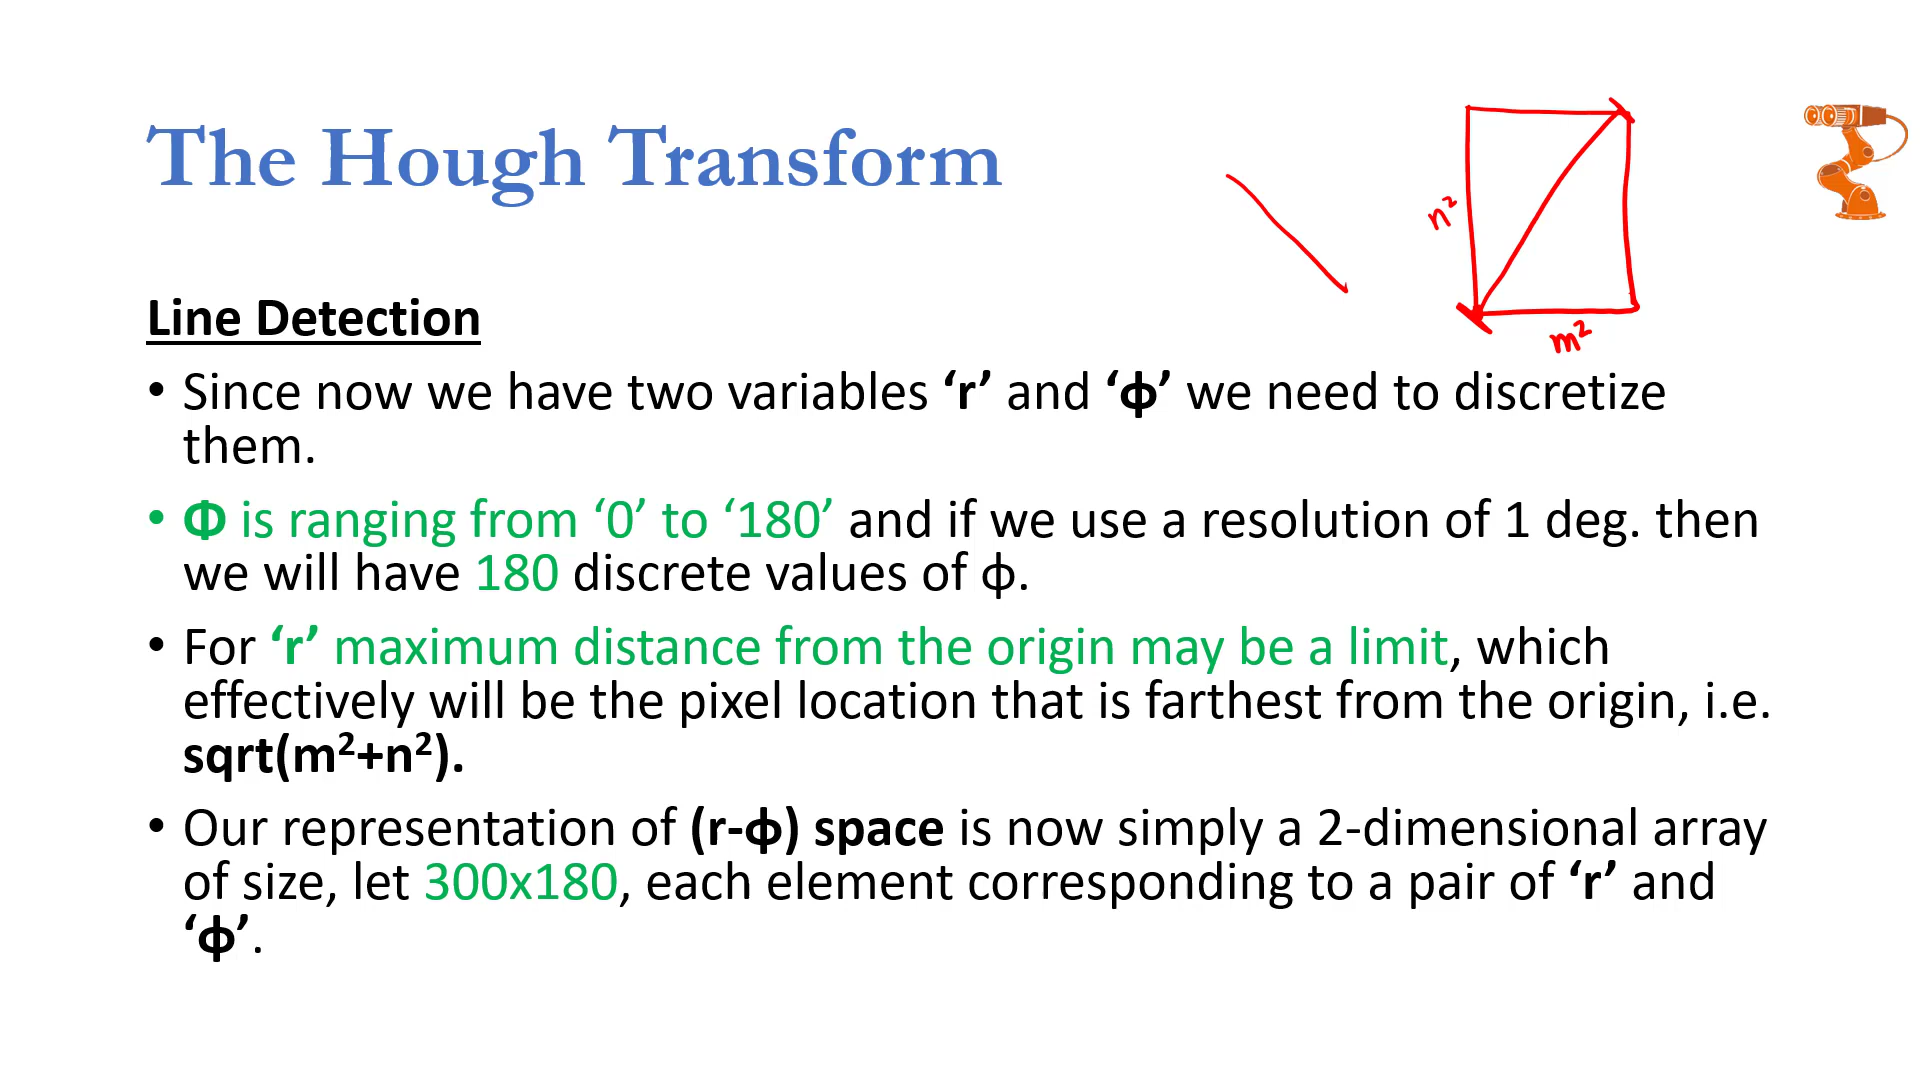 The Hough Transform
n²
m²
Line Detection
• Since now we have two variables ‘r’ and ‘ϕ’ we need to discretize
them.
• Φ is ranging from ‘0’ to ‘180’ and if we use a resolution of 1 deg. then
we will have 180 discrete values of ϕ.
• For ‘r’ maximum distance from the origin may be a limit, which
effectively will be the pixel location that is farthest from the origin, i.e.
sqrt(m²+n²).
• Our representation of (r-ϕ) space is now simply a 2-dimensional array
of size, let 300x180, each element corresponding to a pair of ‘r’ and
‘ϕ’.